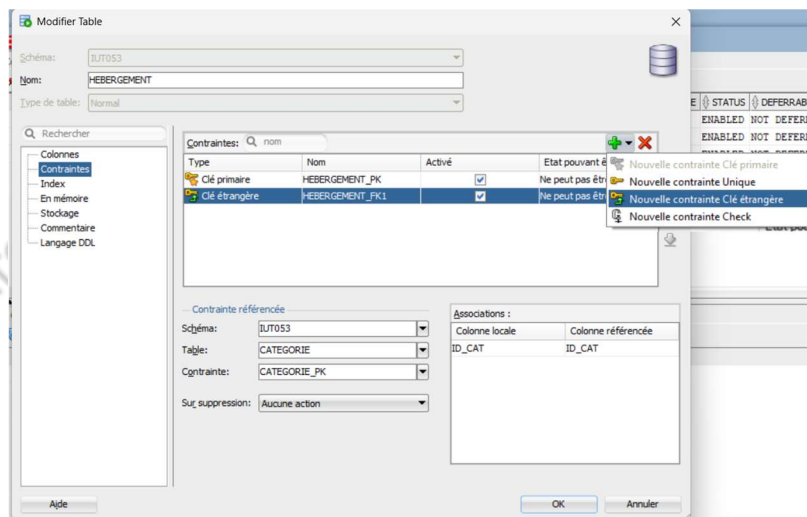 Modifier Table
Schéma: IUT053
Nom: HEBERGEMENT
Type de table: Normal
Rechercher
Colonnes
Contraintes
Index
En mémoire
Stockage
Commentaire
Langage DDL
Contraintes: nom
Type Nom Activé Etat pouvant ê
Clé primaire HEBERGEMENT_PK Ne peut pas êtr
Clé étrangère HEBERGEMENT_FK1 Ne peut pas êtr
Nouvelle contrainte Clé primaire
Nouvelle contrainte Unique
Nouvelle contrainte Clé étrangère
Nouvelle contrainte Check
E STATUS DEFERRAB
ENABLED NOT DEFERR
ENABLED NOT DEFERR
Contrainte référencée
Schéma: IUT053
Table: CATEGORIE
Contrainte: CATEGORIE_PK
Sur suppression: Aucune action
Associations :
Colonne locale Colonne référencée
ID_CAT ID_CAT
Aide
OK
Annuler